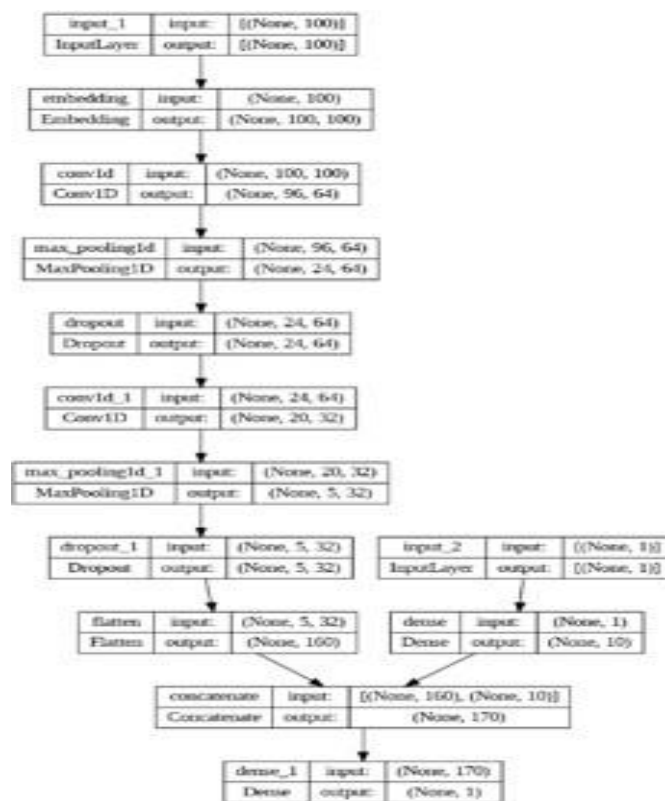 input_1 input: [(None, 100)]
InputLayer output: [(None, 100)]
embedding input: (None, 100)
Embedding output: (None, 100, 100)
conv1d input: (None, 100, 100)
Conv1D output: (None, 96, 64)
max_pooling1d input: (None, 96, 64)
MaxPooling1D output: (None, 24, 64)
dropout input: (None, 24, 64)
Dropout output: (None, 24, 64)
conv1d_1 input: (None, 24, 64)
Conv1D output: (None, 20, 32)
max_pooling1d_1 input: (None, 20, 32)
MaxPooling1D output: (None, 5, 32)
dropout_1 input: (None, 5, 32)
Dropout output: (None, 5, 32)
input_2 input: [(None, 1)]
InputLayer output: [(None, 1)]
flatten input: (None, 5, 32)
Flatten output: (None, 160)
dense input: (None, 1)
Dense output: (None, 10)
concatenate input: [(None, 160), (None, 10)]
Concatenate output: (None, 170)
dense_1 input: (None, 170)
Dense output: (None, 1)